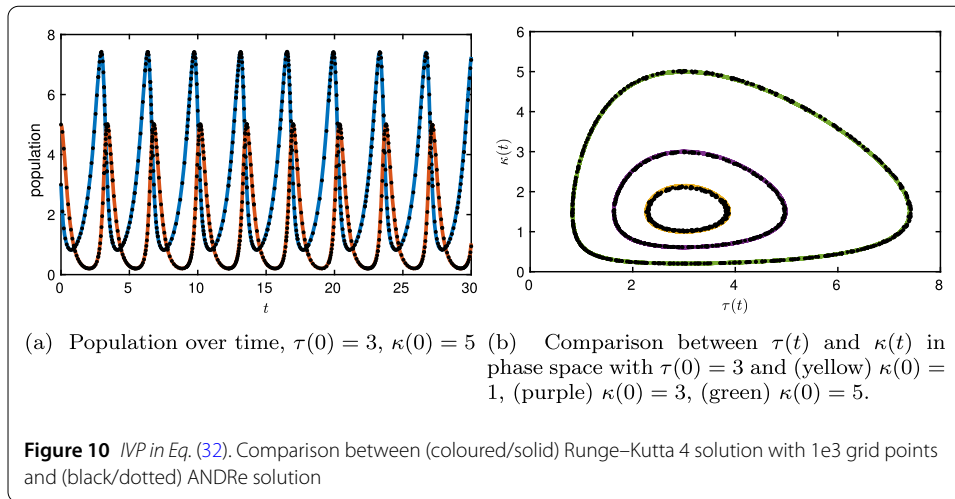 8
6
4
2
0
population
0 5 10 15 20 25 30
t
6
5
4
3
2
1
0
κ(t)
2 4 6 8
τ(t)
(a) Population over time, τ(0) = 3, κ(0) = 5
(b) Comparison between τ(t) and κ(t) in
phase space with τ(0) = 3 and (yellow) κ(0) =
1, (purple) κ(0) = 3, (green) κ(0) = 5.
Figure 10 IVP in Eq. (32). Comparison between (coloured/solid) Runge–Kutta 4 solution with 1e3 grid points
and (black/dotted) ANDRe solution